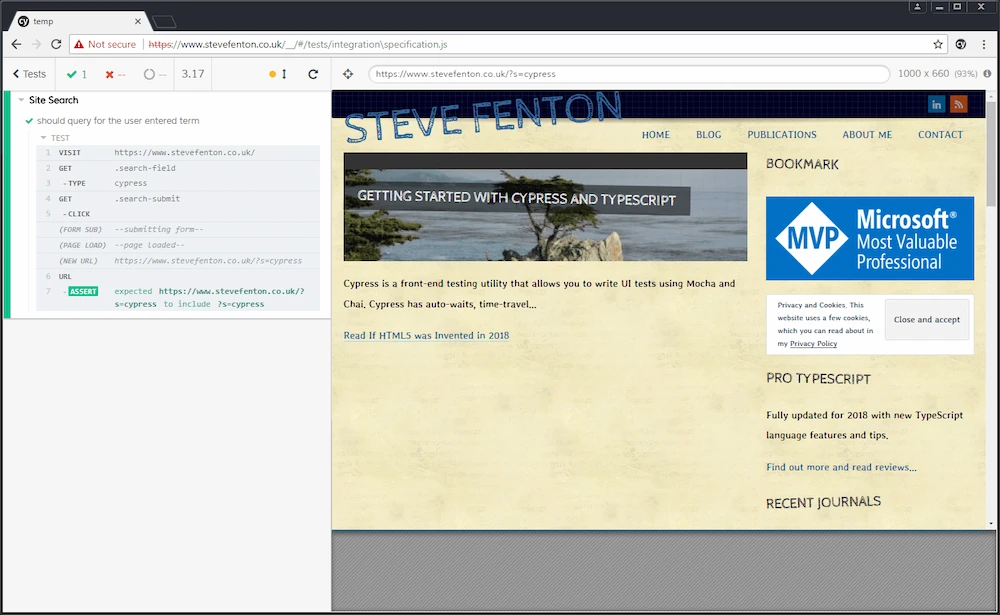 cy temp
Not secure https://www.stevefenton.co.uk/__/#/tests/integration\specification.js cy
Tests 1 -- -- 3.17
https://www.stevefenton.co.uk/?s=cypress 1000 x 660 (93%)
Site Search
should query for the user entered term
TEST
1 VISIT https://www.stevefenton.co.uk/
2 GET .search-field
3 -TYPE cypress
4 GET .search-submit
5 -CLICK
(FORM SUB) --submitting form--
(PAGE LOAD) --page loaded--
(NEW URL) https://www.stevefenton.co.uk/?s=cypress
6 URL
7 -ASSERT expected https://www.stevefenton.co.uk/?
s=cypress to include ?s=cypress
STEVE FENTON
in
HOME BLOG PUBLICATIONS ABOUT ME CONTACT
GETTING STARTED WITH CYPRESS AND TYPESCRIPT
Cypress is a front-end testing utility that allows you to write UI tests using Mocha and
Chai. Cypress has auto-waits, time-travel...
Read If HTML5 was Invented in 2018
BOOKMARK
MVP
Microsoft®
Most Valuable
Professional
Privacy and Cookies. This
website uses a few cookies,
which you can read about in
my Privacy Policy
Close and accept
PRO TYPESCRIPT
Fully updated for 2018 with new TypeScript
language features and tips.
Find out more and read reviews...
RECENT JOURNALS